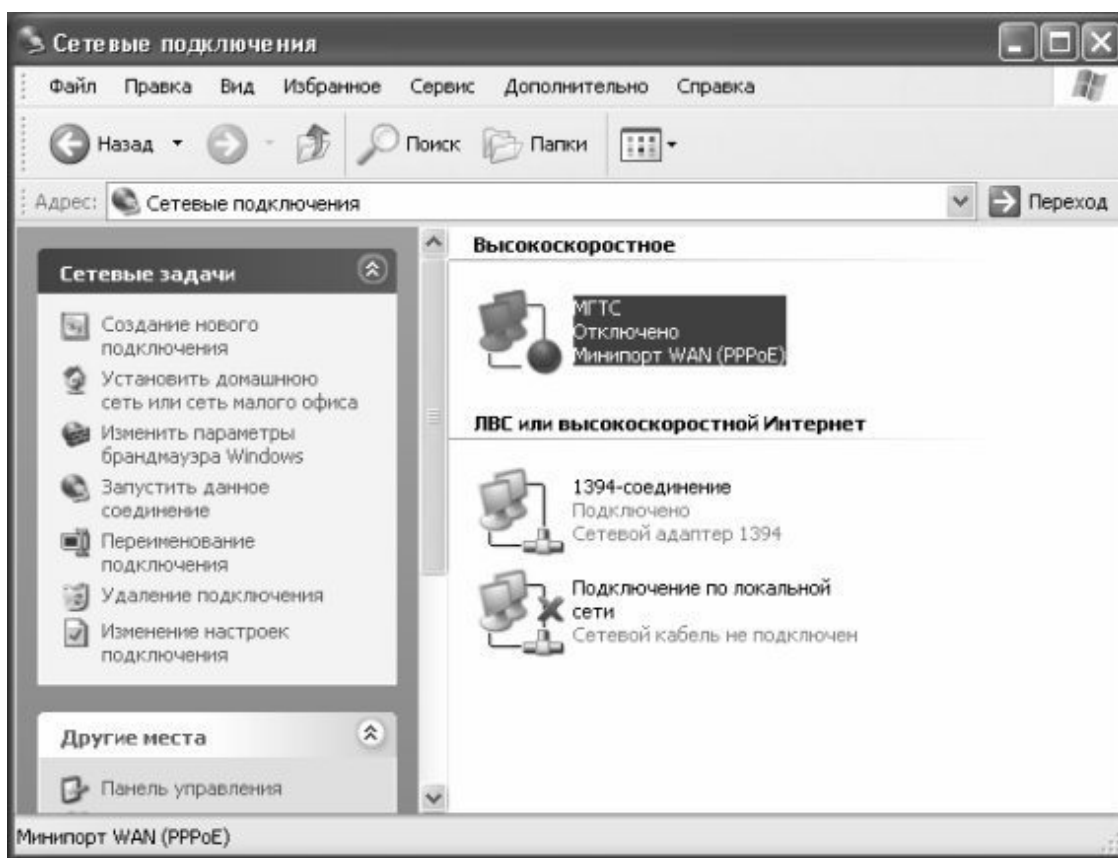 Сетевые подключения
Файл Правка Вид Избранное Сервис Дополнительно Справка
Назад Поиск Папки
Адрес: Сетевые подключения Переход
Сетевые задачи
Создание нового
подключения
Установить домашнюю
сеть или сеть малого офиса
Изменить параметры
брандмауэра Windows
Запустить данное
соединение
Переименование
подключения
Удаление подключения
Изменение настроек
подключения
Другие места
Панель управления
Высокоскоростное
МГТС
Отключено
Минипорт WAN (PPPoE)
ЛВС или высокоскоростной Интернет
1394-соединение
Подключено
Сетевой адаптер 1394
Подключение по локальной
сети
Сетевой кабель не подключен
Минипорт WAN (PPPoE)